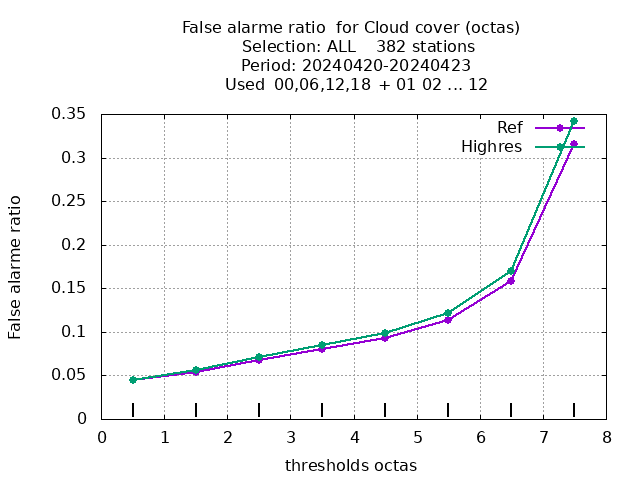 False alarme ratio  for Cloud cover (octas)
Selection: ALL    382 stations
Period: 20240420-20240423
Used  00,06,12,18 + 01 02 ... 12
0.35
0.3
0.25
0.2
0.15
0.1
0.05
0
False alarme ratio
Ref
Highres
0 1 2 3 4 5 6 7 8
thresholds octas